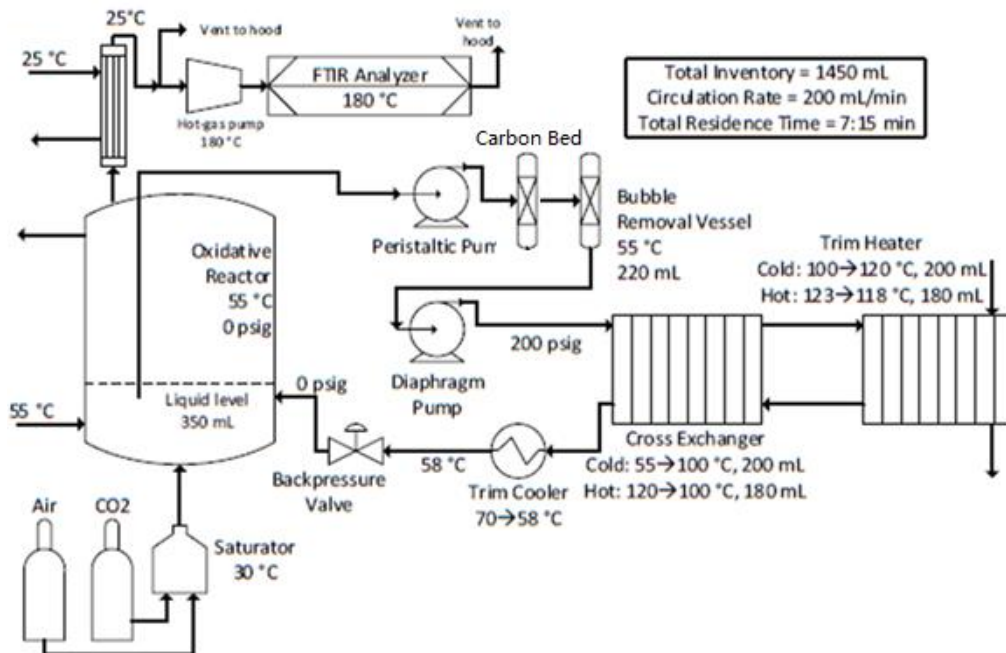 25°C
Vent to hood
Vent to
hood
25 °C
FTIR Analyzer
180 °C
Hot-gas pump
180 °C
Total Inventory = 1450 mL
Circulation Rate = 200 mL/min
Total Residence Time = 7:15 min
Carbon Bed
Peristaltic Pum
Bubble
Removal Vessel
55 °C
220 mL
Oxidative
Reactor
55 °C
0 psig
Trim Heater
Cold: 100→120 °C, 200 mL
Hot: 123→118 °C, 180 mL
200 psig
Diaphragm
Pump
0 psig
Liquid level
350 mL
55 °C
Cross Exchanger
Cold: 55→100 °C, 200 mL
Hot: 120→100 °C, 180 mL
58 °C
Backpressure
Valve
Trim Cooler
70→58 °C
Air
CO2
Saturator
30 °C